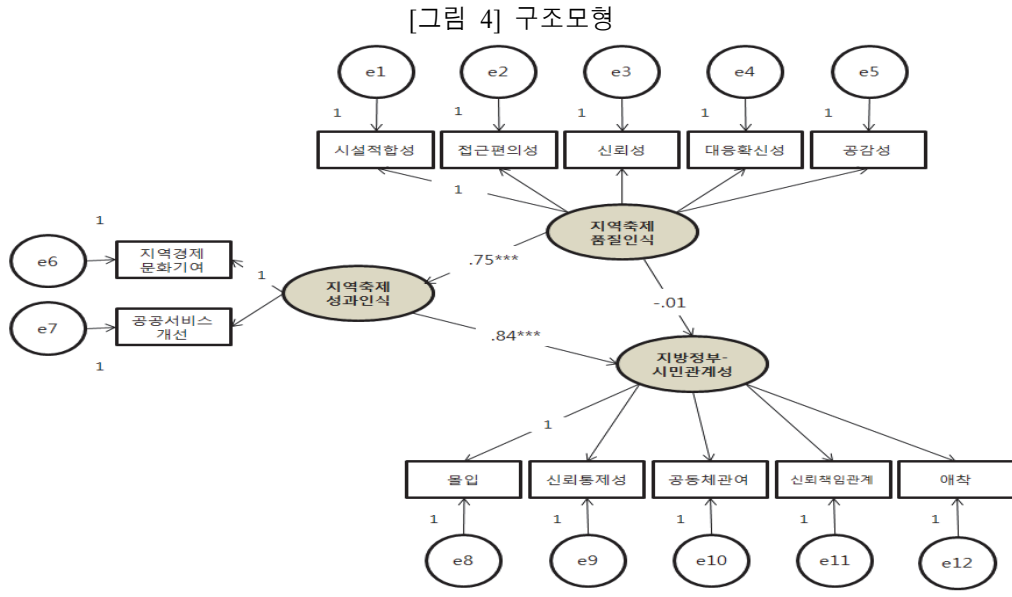 [그림 4] 구조모형
e1
e2
e3
e4
e5
1
1
1
1
1
시설적합성
접근편의성
신뢰성
대응확신성
공감성
1
지역축제
품질인식
1
e6
지역경제
문화기여
1
.75***
지역축제
성과인식
-.01
e7
공공서비스
개선
1
.84***
지방정부-
시민관계성
1
몰입
신뢰통제성
공동체관여
신뢰책임관계
애착
1
1
1
1
1
e8
e9
e10
e11
e12